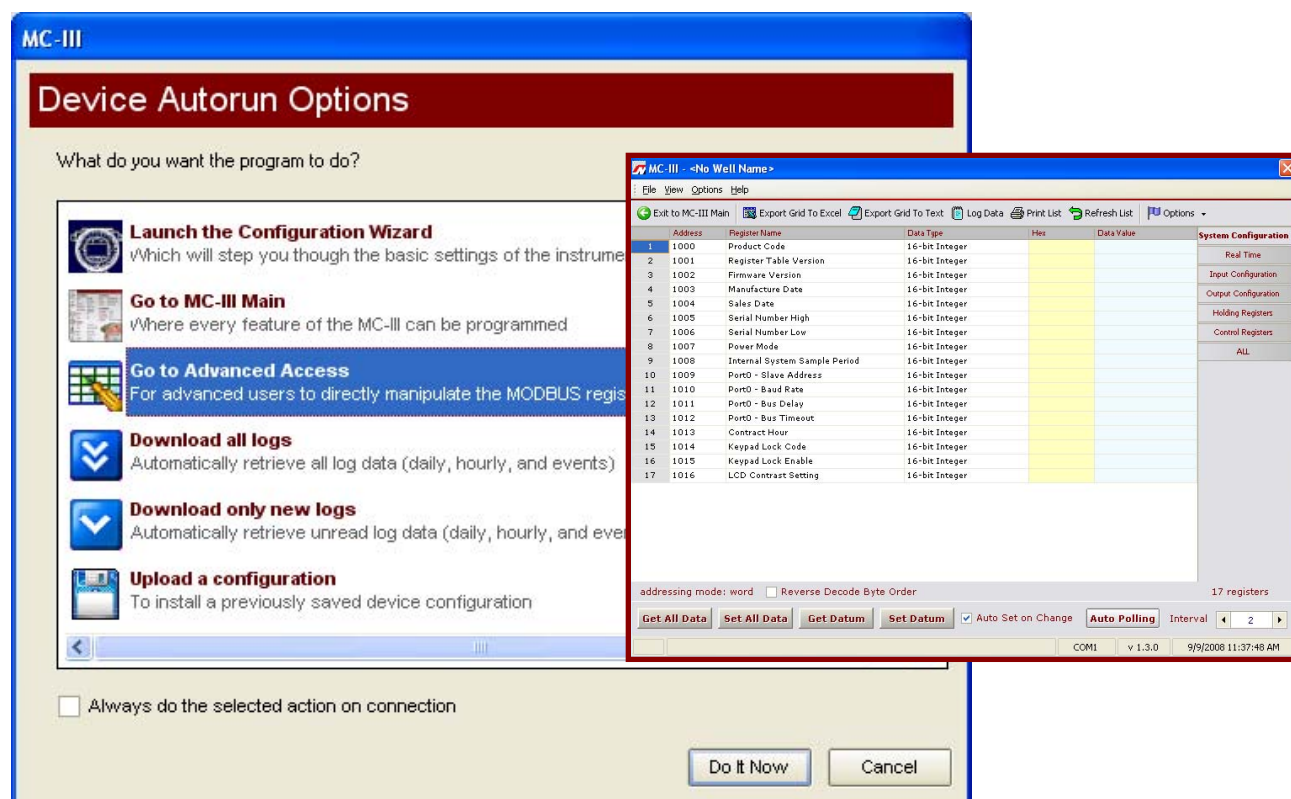 MC-III
Device Autorun Options
What do you want the program to do?
Launch the Configuration Wizard
Which will step you though the basic settings of the instrume
Go to MC-III Main
Where every feature of the MC-III can be programmed
Go to Advanced Access
For advanced users to directly manipulate the MODBUS regis
Download all logs
Automatically retrieve all log data (daily, hourly, and events)
Download only new logs
Automatically retrieve unread log data (daily, hourly, and eve
Upload a configuration
To install a previously saved device configuration
Always do the selected action on connection
Do It Now Cancel
MC-III - <No Well Name>
File View Options Help
Exit to MC-III Main Export Grid To Excel Export Grid To Text Log Data Print List Refresh List Options
Address Register Name Data Type Hex Data Value
1 1000 Product Code 16-bit Integer
2 1001 Register Table Version 16-bit Integer
3 1002 Firmware Version 16-bit Integer
4 1003 Manufacture Date 16-bit Integer
5 1004 Sales Date 16-bit Integer
6 1005 Serial Number High 16-bit Integer
7 1006 Serial Number Low 16-bit Integer
8 1007 Power Mode 16-bit Integer
9 1008 Internal System Sample Period 16-bit Integer
10 1009 Port0 - Slave Address 16-bit Integer
11 1010 Port0 - Baud Rate 16-bit Integer
12 1011 Port0 - Bus Delay 16-bit Integer
13 1012 Port0 - Bus Timeout 16-bit Integer
14 1013 Contract Hour 16-bit Integer
15 1014 Keypad Lock Code 16-bit Integer
16 1015 Keypad Lock Enable 16-bit Integer
17 1016 LCD Contrast Setting 16-bit Integer
System Configuration
Real Time
Input Configuration
Output Configuration
Holding Registers
Control Registers
ALL
addressing mode: word Reverse Decode Byte Order 17 registers
Get All Data Set All Data Get Datum Set Datum Auto Set on Change Auto Polling Interval 2
COM1 v 1.3.0 9/9/2008 11:37:48 AM